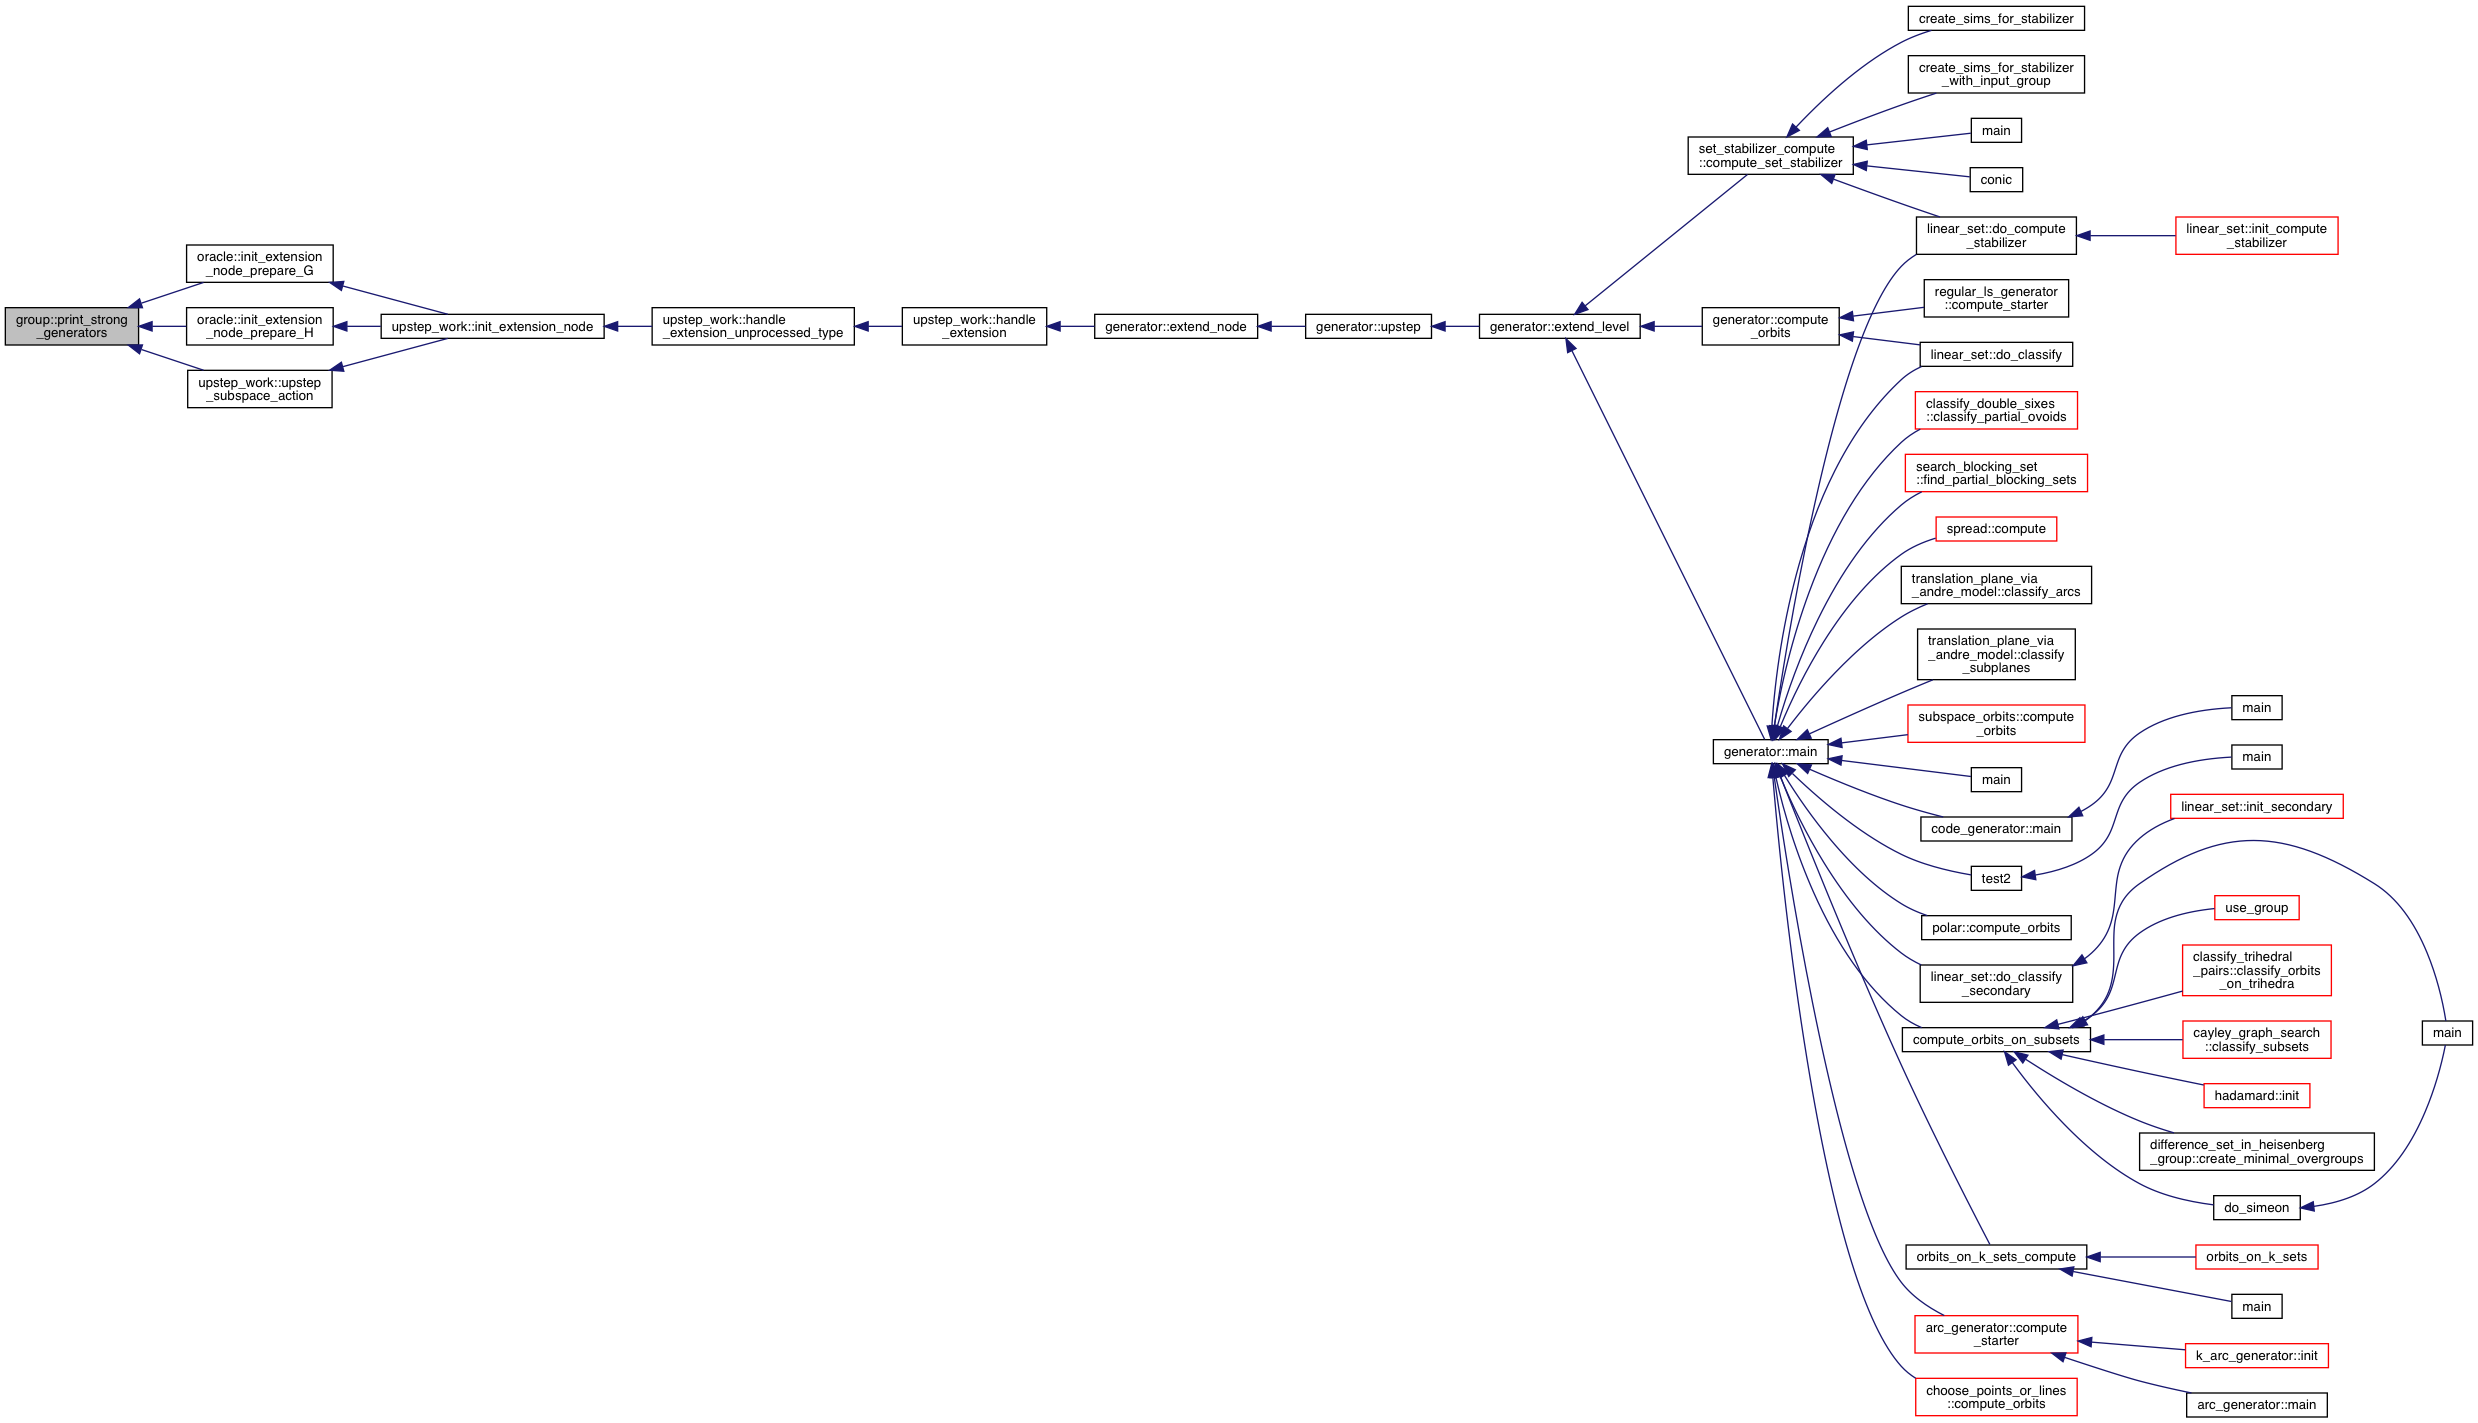 group::print_strong
_generators
oracle::init_extension
_node_prepare_G
oracle::init_extension
_node_prepare_H
upstep_work::upstep
_subspace_action
upstep_work::init_extension_node
upstep_work::handle
_extension_unprocessed_type
upstep_work::handle
_extension
generator::extend_node
generator::upstep
generator::extend_level
set_stabilizer_compute
::compute_set_stabilizer
generator::compute
_orbits
generator::main
create_sims_for_stabilizer
create_sims_for_stabilizer
_with_input_group
main
conic
linear_set::do_compute
_stabilizer
linear_set::init_compute
_stabilizer
regular_ls_generator
::compute_starter
linear_set::do_classify
classify_double_sixes
::classify_partial_ovoids
search_blocking_set
::find_partial_blocking_sets
spread::compute
translation_plane_via
_andre_model::classify_arcs
translation_plane_via
_andre_model::classify
_subplanes
subspace_orbits::compute
_orbits
main
code_generator::main
test2
polar::compute_orbits
linear_set::do_classify
_secondary
compute_orbits_on_subsets
orbits_on_k_sets_compute
arc_generator::compute
_starter
choose_points_or_lines
::compute_orbits
main
main
linear_set::init_secondary
use_group
classify_trihedral
_pairs::classify_orbits
_on_trihedra
cayley_graph_search
::classify_subsets
hadamard::init
difference_set_in_heisenberg
_group::create_minimal_overgroups
do_simeon
orbits_on_k_sets
main
k_arc_generator::init
arc_generator::main
main